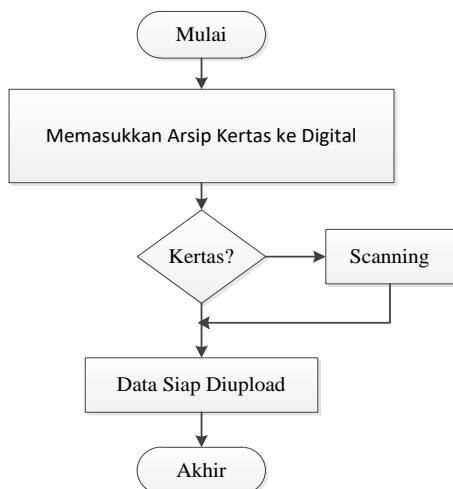 Mulai
Memasukkan Arsip Kertas ke Digital
Kertas?
Scanning
Data Siap Diupload
Akhir